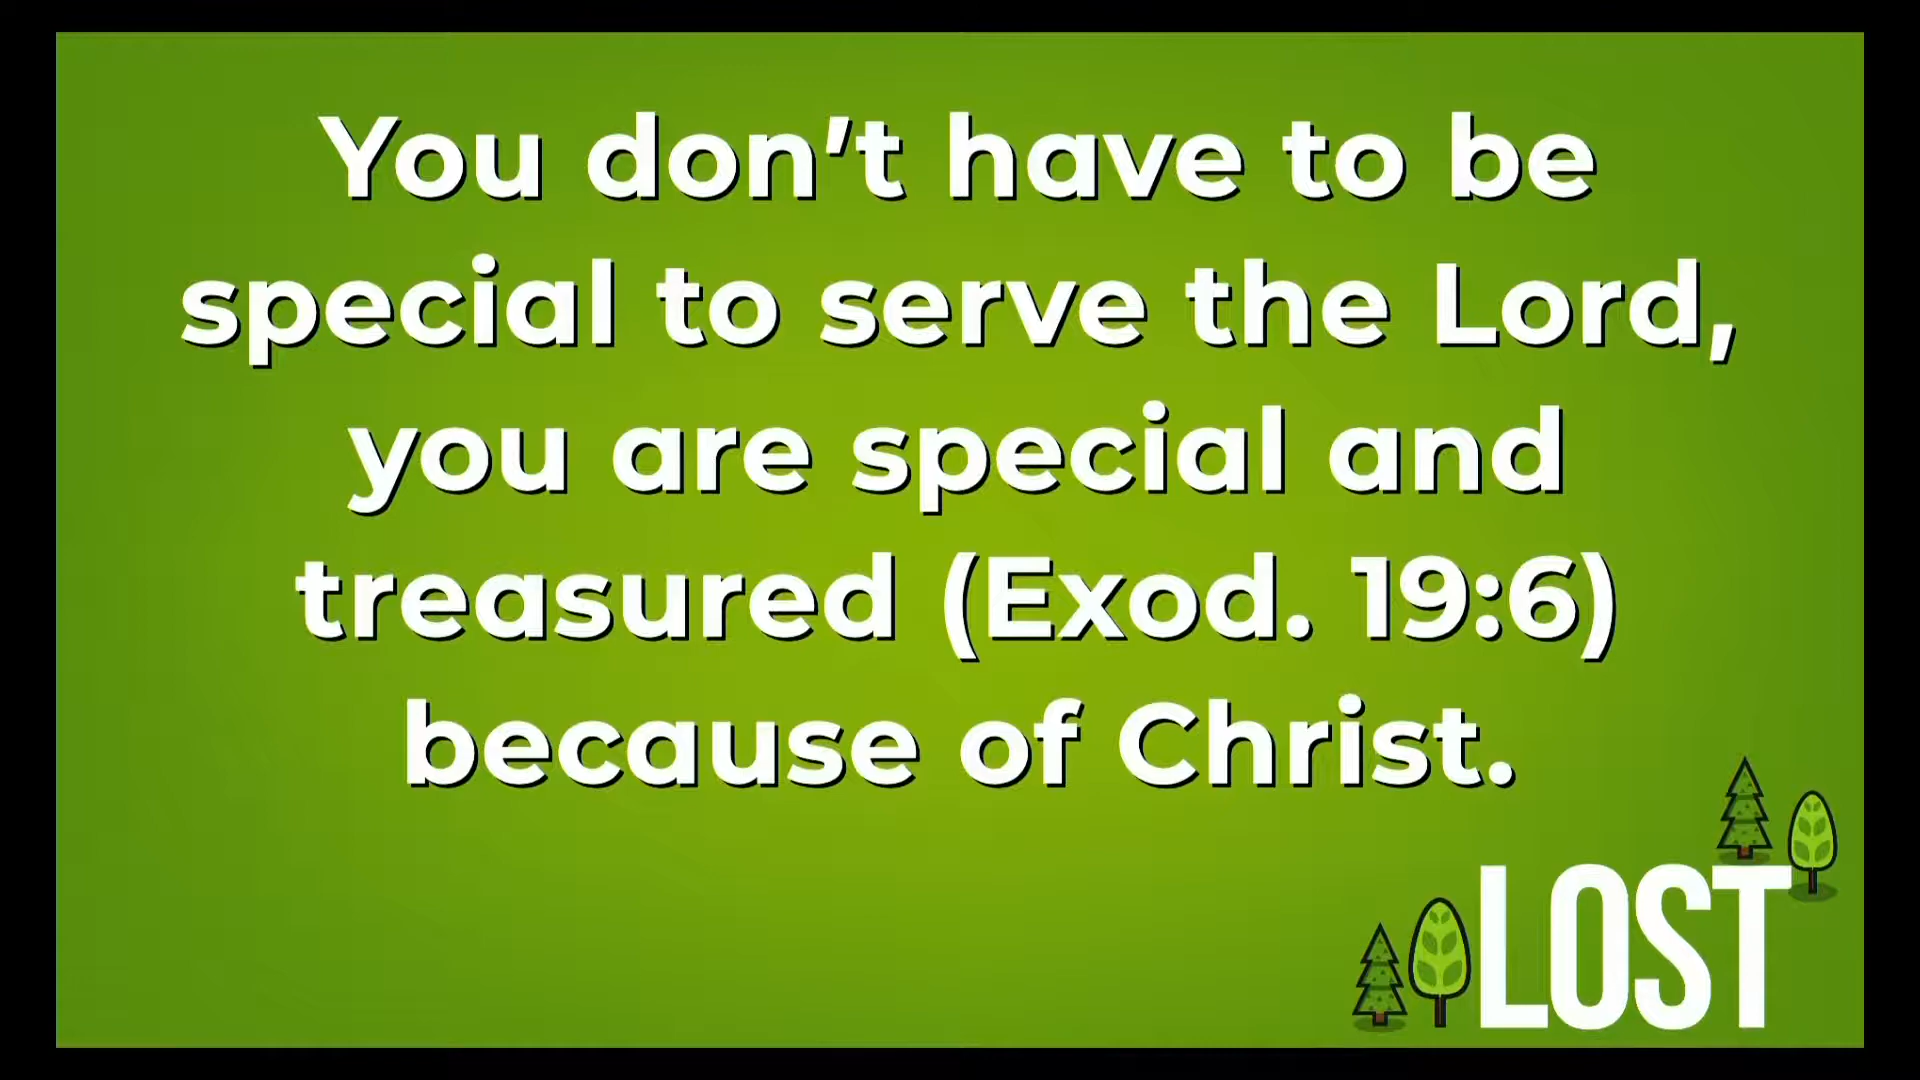 You don’t have to be
special to serve the Lord,
you are special and
treasured (Exod. 19:6)
because of Christ.
LOST